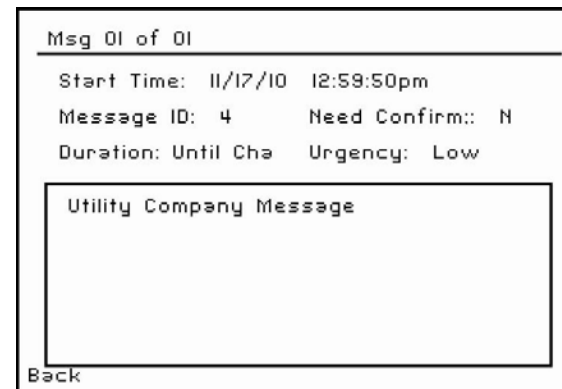 Msg 01 of 01
Start Time: 11/17/10 12:59:50pm
Message ID: 4 Need Confirm:: N
Duration: Until Cha Urgency: Low
Utility Company Message
Back